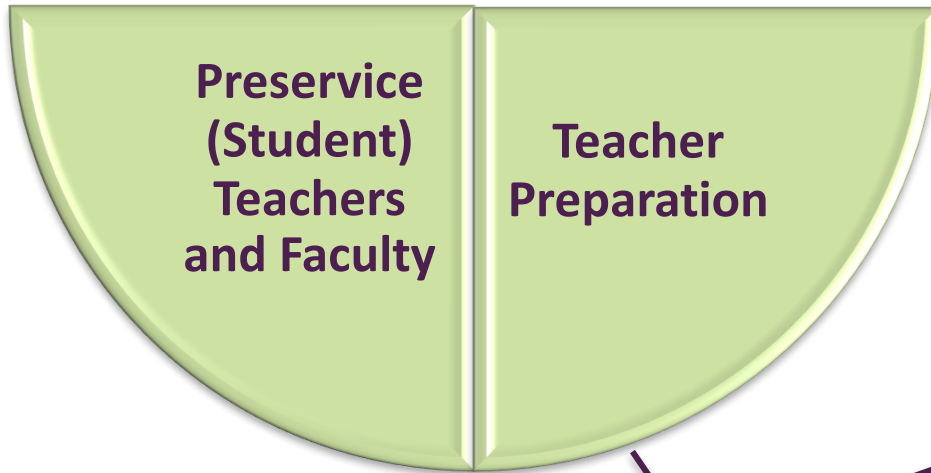 Preservice
(Student)
Teachers
and Faculty
Teacher
Preparation